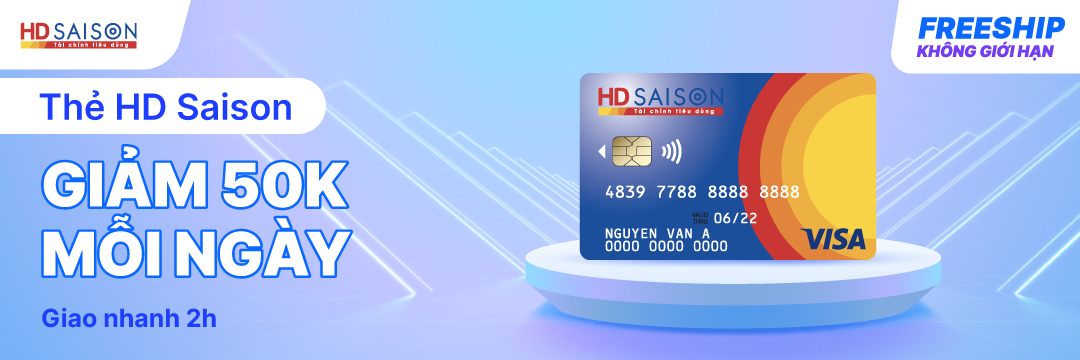 HD SAISON
Tài chính tiêu dùng
FREESHIP
KHÔNG GIỚI HẠN
Thẻ HD Saison
GIẢM 50K
MỖI NGÀY
Giao nhanh 2h
HD SAISON
Tài chính tiêu dùng
4839 7788 8888 8888
VALID
THRU 06/22
NGUYEN VAN A
0000 0000 0000
VISA